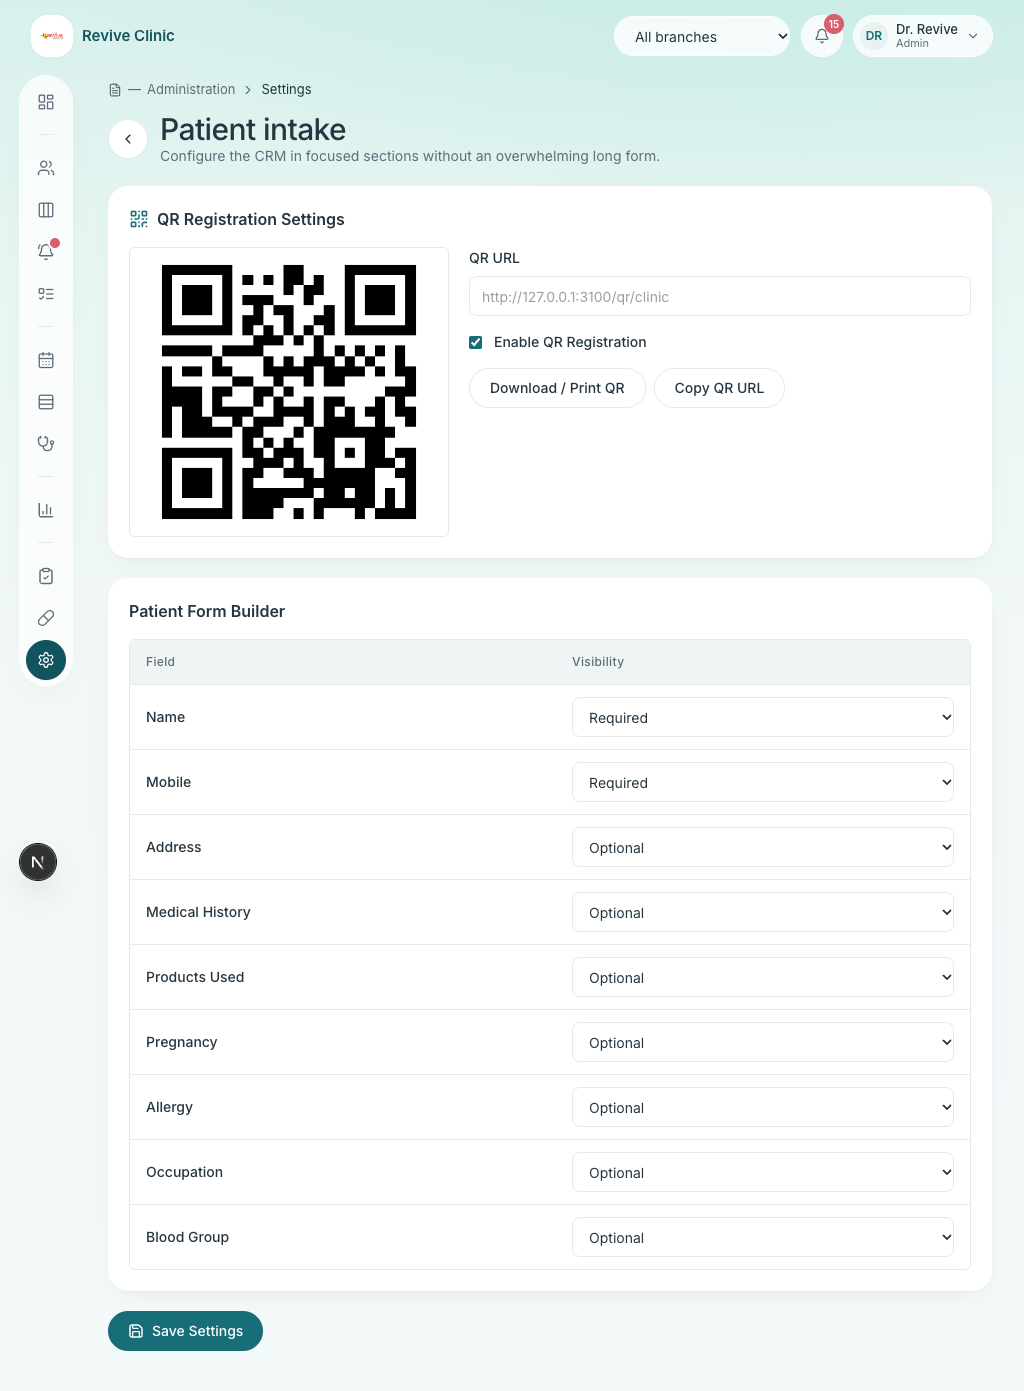 Revive Clinic
All branches
15
DR
Dr. Revive
Admin
— Administration > Settings
Patient intake
Configure the CRM in focused sections without an overwhelming long form.
QR Registration Settings
QR URL
http://127.0.0.1:3100/qr/clinic
Enable QR Registration
Download / Print QR
Copy QR URL
Patient Form Builder
Field Visibility
Name Required
Mobile Required
Address Optional
Medical History Optional
Products Used Optional
Pregnancy Optional
Allergy Optional
Occupation Optional
Blood Group Optional
N
Save Settings